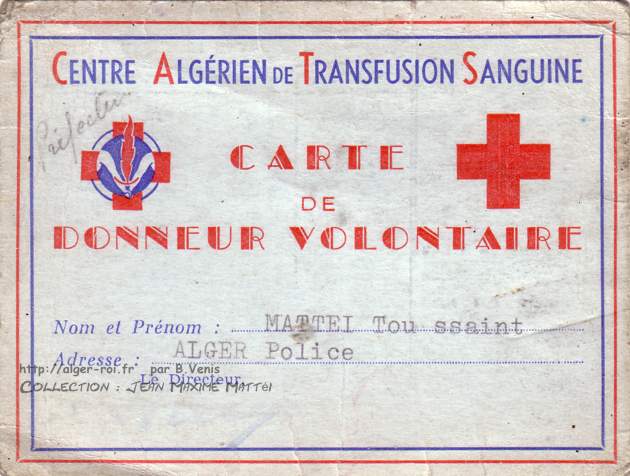 CENTRE ALGÉRIEN DE TRANSFUSION SANGUINE
Préfecture
CARTE
DE
DONNEUR VOLONTAIRE
Nom et Prénom : MATTEI Tou ssaint
Adresse : ALGER Police
http://alger-roi.fr par B.Venis
Le Directeur
COLLECTION : JEAN MAXIME MATTÉI